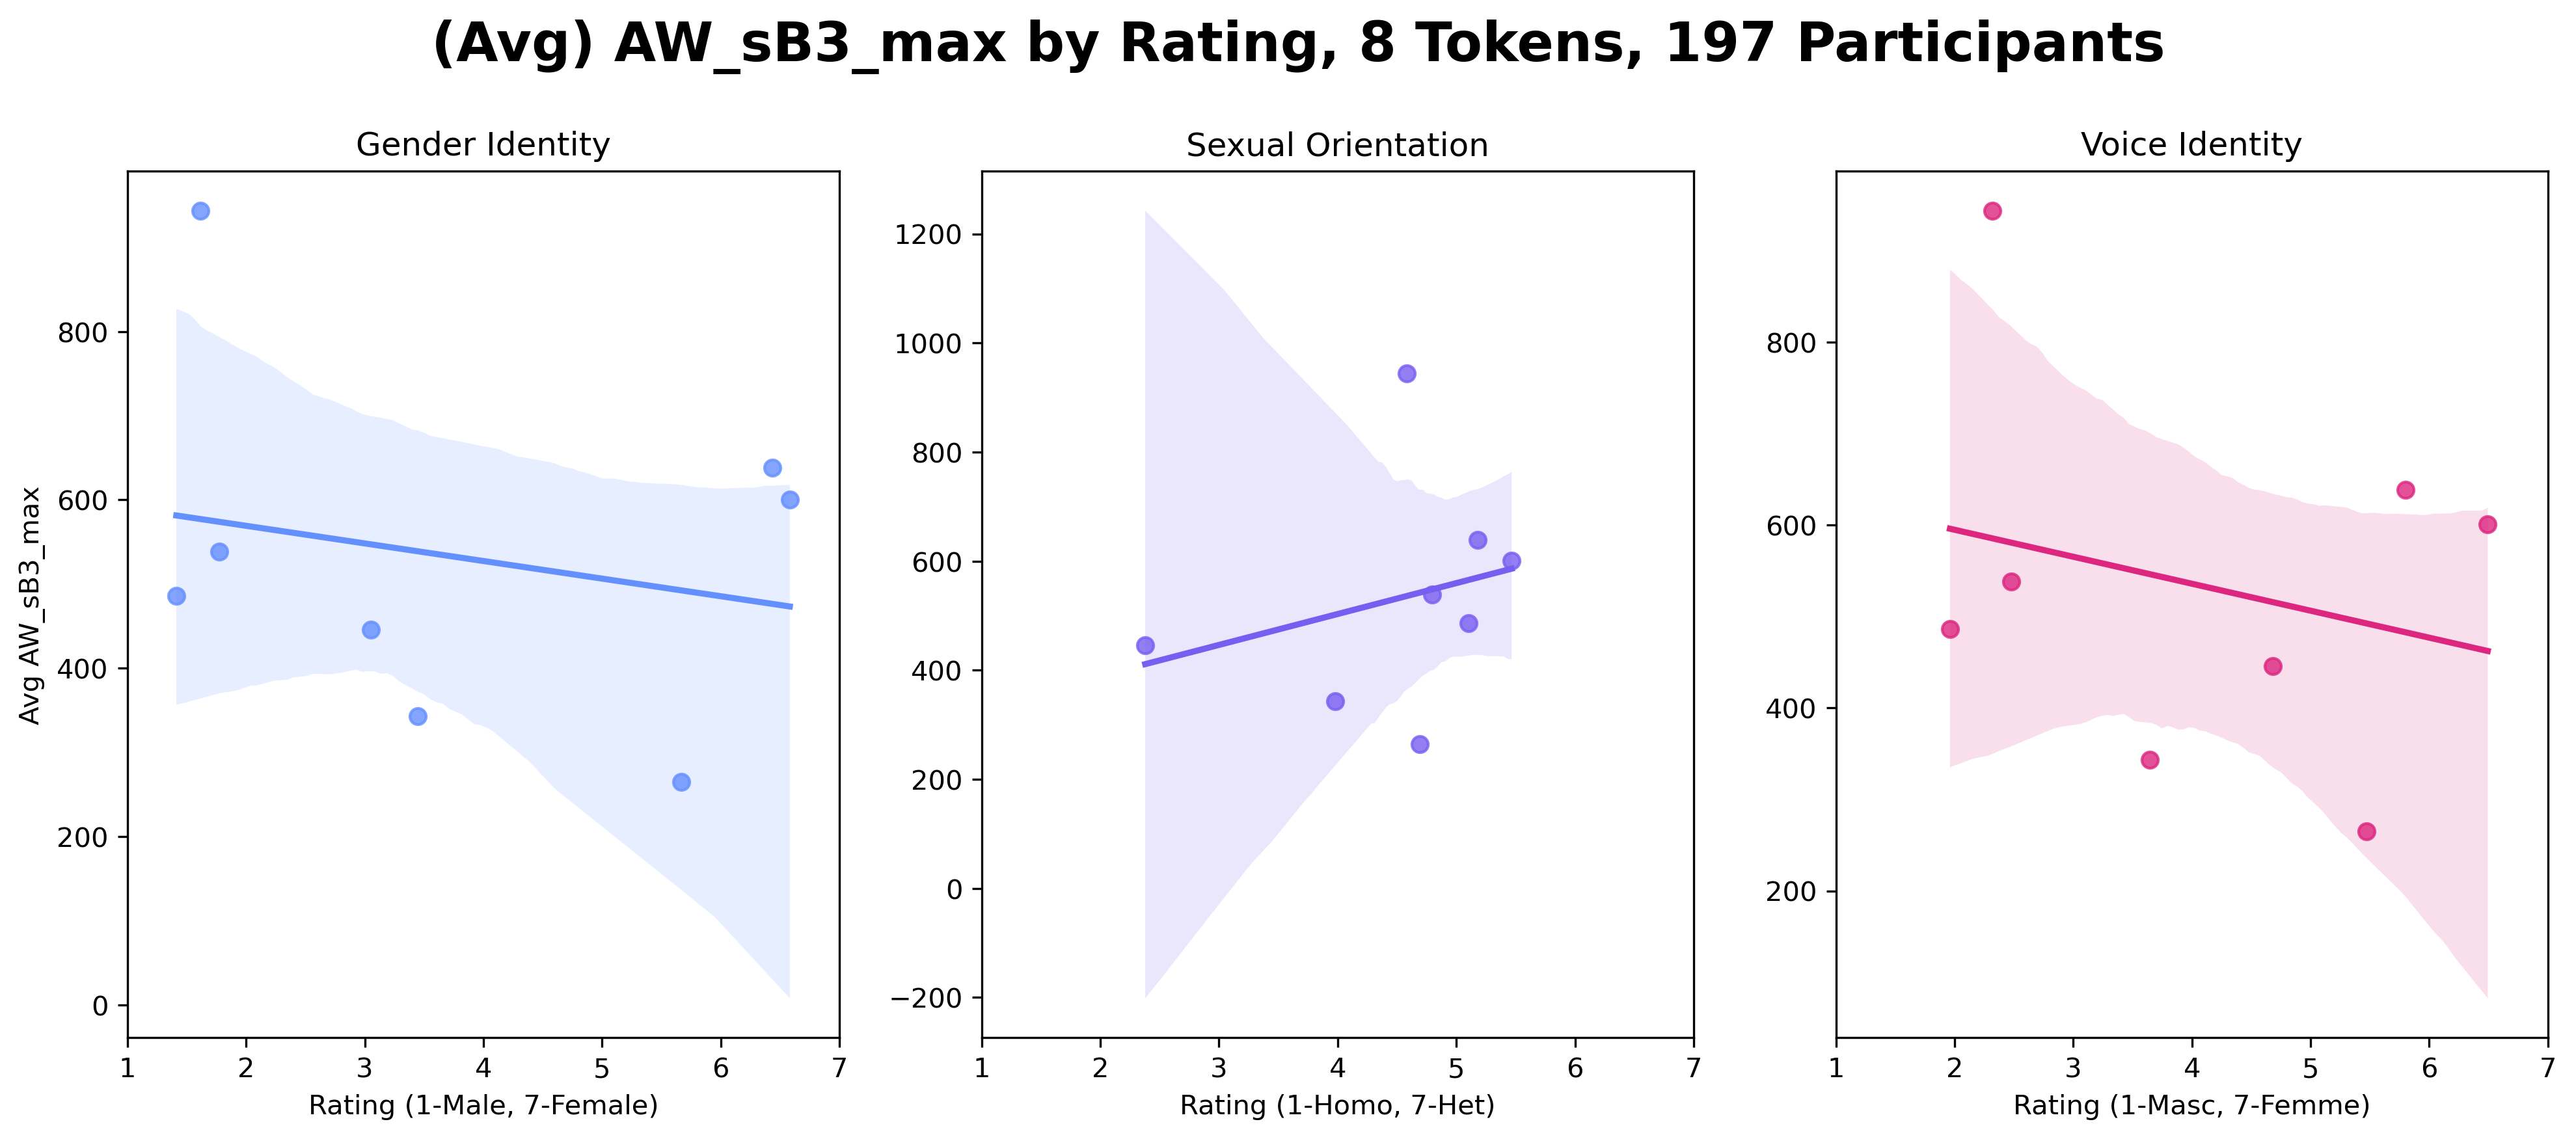 (Avg) AW_sB3_max by Rating, 8 Tokens, 197 Participants
Gender Identity
Avg AW_sB3_max
800
600
400
200
0
1 2 3 4 5 6 7
Rating (1-Male, 7-Female)
Sexual Orientation
1200
1000
800
600
400
200
0
−200
1 2 3 4 5 6 7
Rating (1-Homo, 7-Het)
Voice Identity
800
600
400
200
1 2 3 4 5 6 7
Rating (1-Masc, 7-Femme)